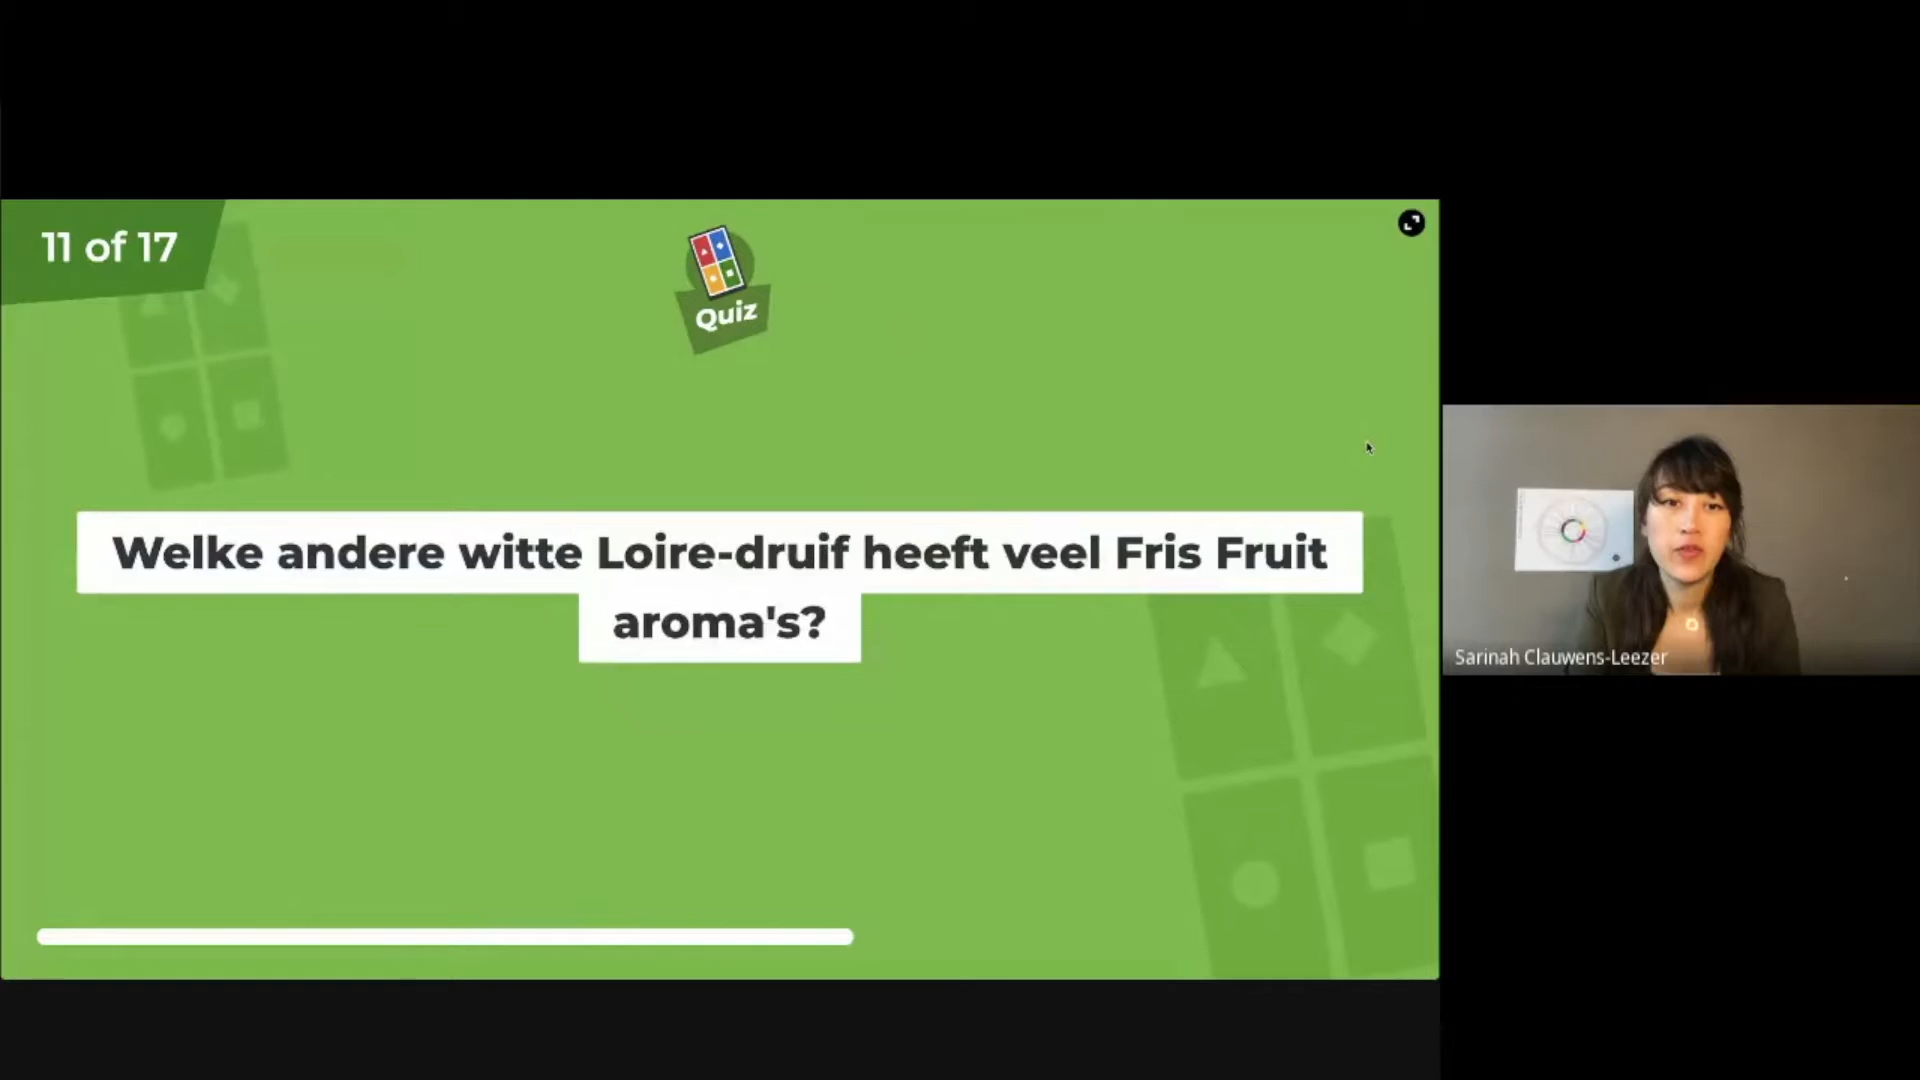 11 of 17
Quiz
Welke andere witte Loire-druif heeft veel Fris Fruit
aroma's?
Sarinah Clauwens-Leezer